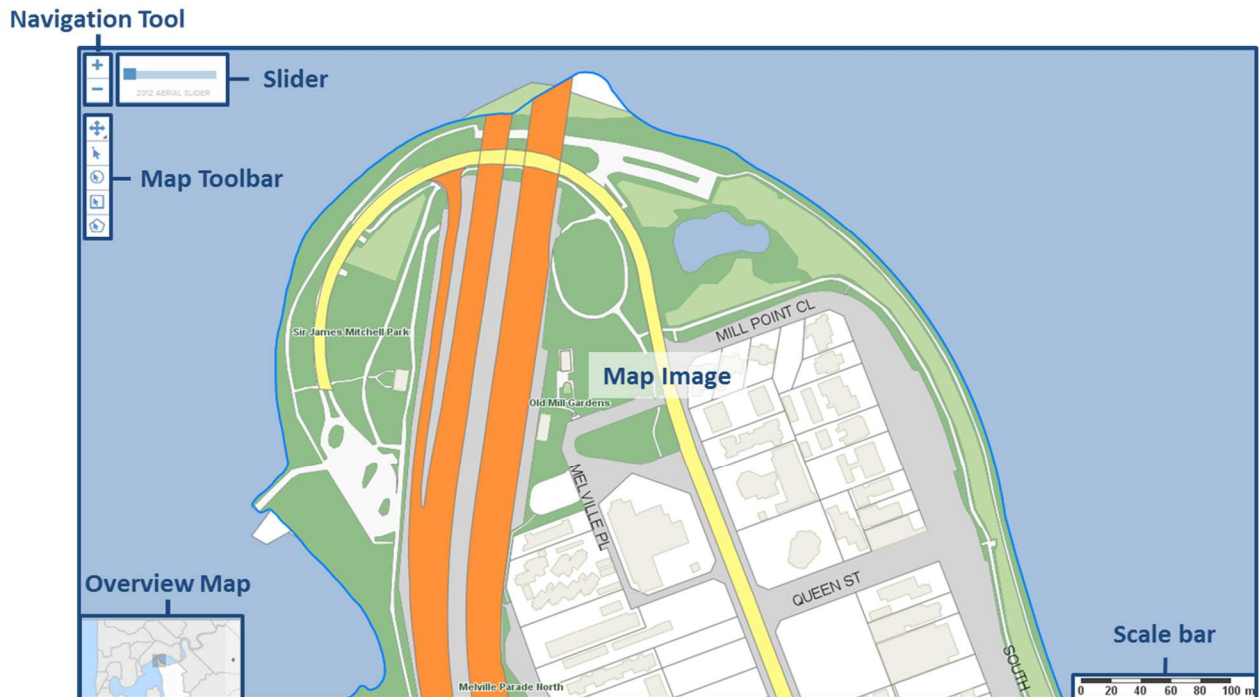 Navigation Tool
+
−
2012 AERIAL SLIDER
Slider
Map Toolbar
Sir James Mitchell Park
MILL POINT CL
Map Image
Old Mill Gardens
MELVILLE PL
QUEEN ST
Overview Map
SOUTH
Scale bar
Melville Parade North
0 20 40 60 80 100 m